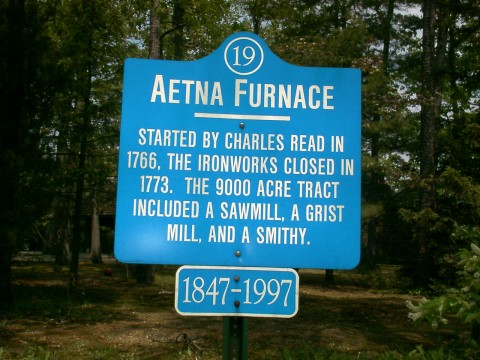 19
AETNA FURNACE
STARTED BY CHARLES READ IN
1766, THE IRONWORKS CLOSED IN
1773. THE 9000 ACRE TRACT
INCLUDED A SAWMILL, A GRIST
MILL, AND A SMITHY.
1847-1997